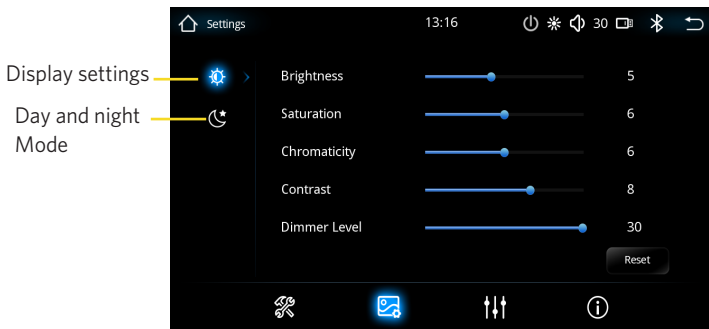 Settings 13:16 30
Display settings
Brightness 5
Day and night
Mode
Saturation 6
Chromaticity 6
Contrast 8
Dimmer Level 30
Reset